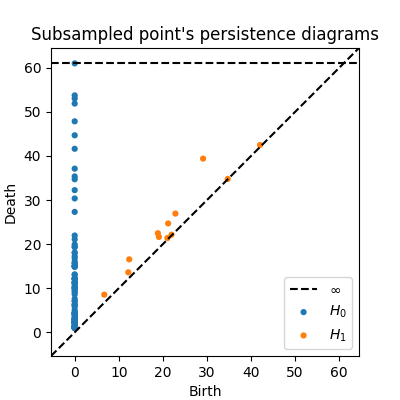 Subsampled point's persistence diagrams
60
50
40
30
20
10
0
Death
∞
H₀
H₁
0 10 20 30 40 50 60
Birth